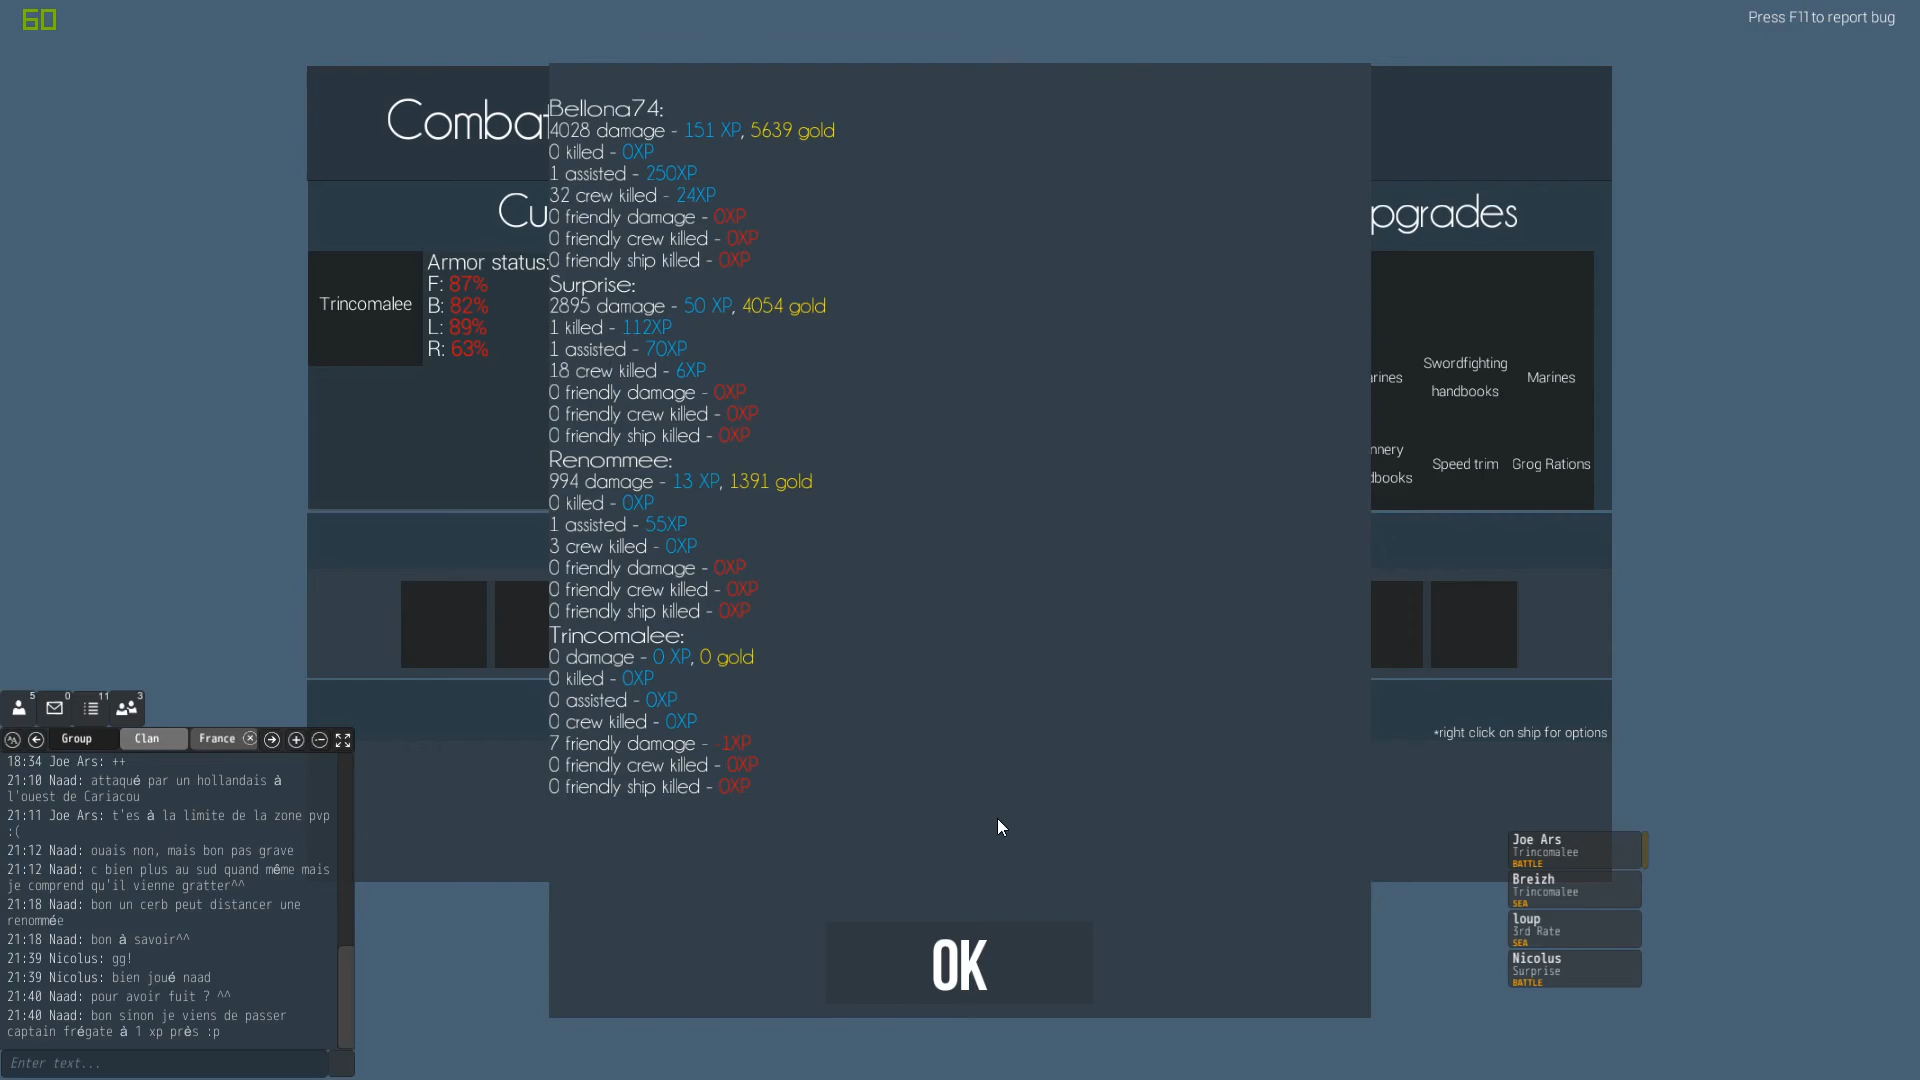 60
Press F11 to report bug
Combat
Cu
pgrades
Trincomalee
Armor status:
F: 87%
B: 82%
L: 89%
R: 63%
Bellona74:
4028 damage - 151 XP, 5639 gold
0 killed - 0XP
1 assisted - 250XP
32 crew killed - 24XP
0 friendly damage - 0XP
0 friendly crew killed - 0XP
0 friendly ship killed - 0XP
Surprise:
2895 damage - 50 XP, 4054 gold
1 killed - 112XP
1 assisted - 70XP
18 crew killed - 6XP
0 friendly damage - 0XP
0 friendly crew killed - 0XP
0 friendly ship killed - 0XP
Renommee:
994 damage - 13 XP, 1391 gold
0 killed - 0XP
1 assisted - 55XP
3 crew killed - 0XP
0 friendly damage - 0XP
0 friendly crew killed - 0XP
0 friendly ship killed - 0XP
Trincomalee:
0 damage - 0 XP, 0 gold
0 killed - 0XP
0 assisted - 0XP
0 crew killed - 0XP
7 friendly damage - -1XP
0 friendly crew killed - 0XP
0 friendly ship killed - 0XP
OK
rines
Swordfighting
handbooks
Marines
nnery
dbooks
Speed trim
Grog Rations
*right click on ship for options
5
0
11
3
Group
Clan
France
18:34 Joe Ars: ++
21:10 Naad: attaqué par un hollandais à
l'ouest de Cariacou
21:11 Joe Ars: t'es à la limite de la zone pvp
:(
21:12 Naad: ouais non, mais bon pas grave
21:12 Naad: c bien plus au sud quand même mais
je comprend qu'il vienne gratter^^
21:18 Naad: bon un cerb peut distancer une
renommée
21:18 Naad: bon à savoir^^
21:39 Nicolus: gg!
21:39 Nicolus: bien joué naad
21:40 Naad: pour avoir fuit ? ^^
21:40 Naad: bon sinon je viens de passer
captain frégate à 1 xp près :p
Enter text...
Joe Ars
Trincomalee
BATTLE
Breizh
Trincomalee
SEA
loup
3rd Rate
SEA
Nicolus
Surprise
BATTLE